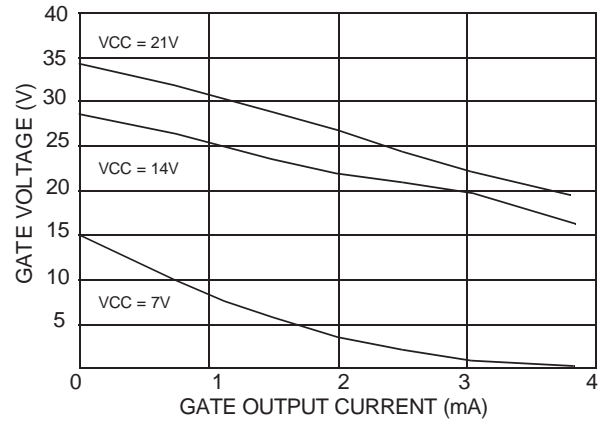 40
35
30
25
20
15
10
5
GATE VOLTAGE (V)
VCC = 21V
VCC = 14V
VCC = 7V
0 1 2 3 4
GATE OUTPUT CURRENT (mA)